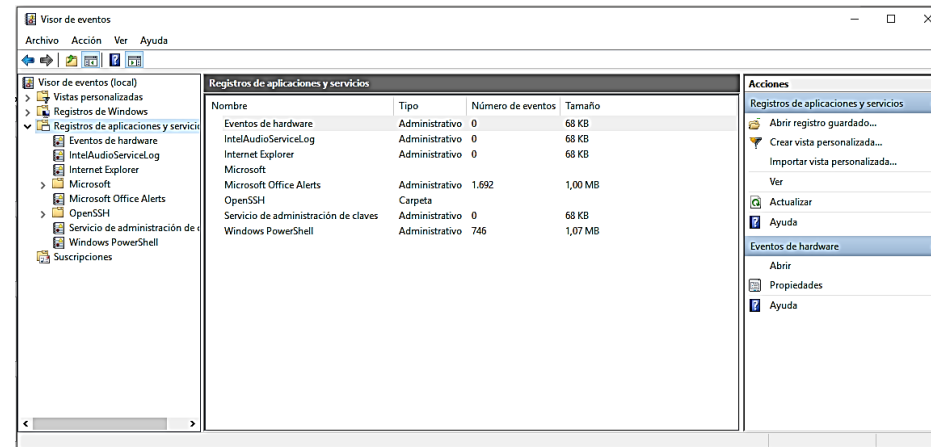 Visor de eventos
Archivo Acción Ver Ayuda
Visor de eventos (local)
Vistas personalizadas
Registros de Windows
Registros de aplicaciones y servicio
Eventos de hardware
IntelAudioServiceLog
Internet Explorer
Microsoft
Microsoft Office Alerts
OpenSSH
Servicio de administración de c
Windows PowerShell
Suscripciones
Registros de aplicaciones y servicios
Nombre Tipo Número de eventos Tamaño
Eventos de hardware Administrativo 0 68 KB
IntelAudioServiceLog Administrativo 0 68 KB
Internet Explorer Administrativo 0 68 KB
Microsoft
Microsoft Office Alerts Administrativo 1.692 1,00 MB
OpenSSH Carpeta
Servicio de administración de claves Administrativo 0 68 KB
Windows PowerShell Administrativo 746 1,07 MB
Acciones
Registros de aplicaciones y servicios
Abrir registro guardado...
Crear vista personalizada...
Importar vista personalizada...
Ver
Actualizar
Ayuda
Eventos de hardware
Abrir
Propiedades
Ayuda